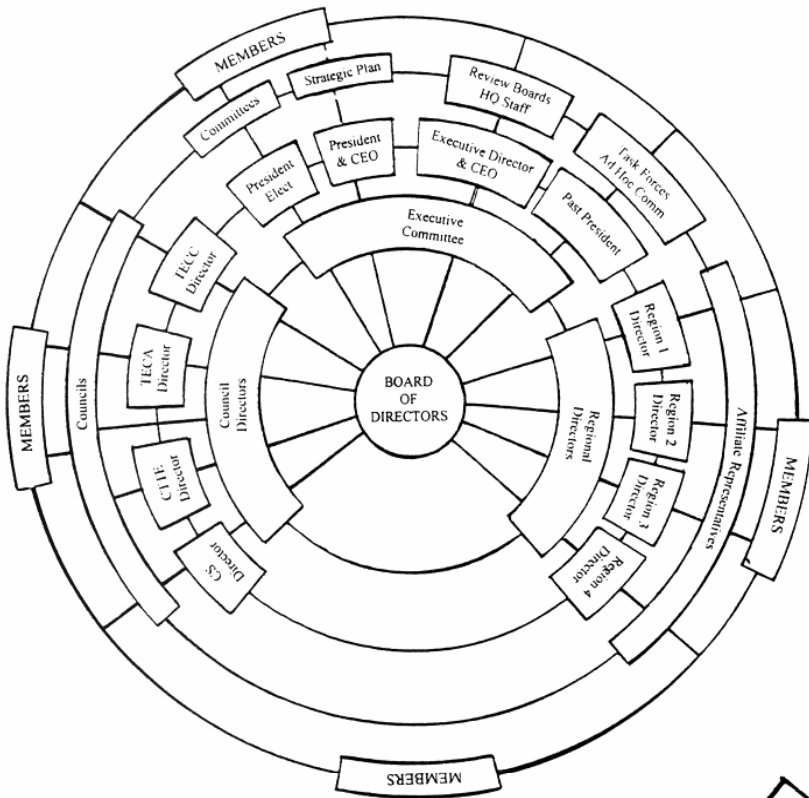 MEMBERS
Strategic Plan
Committees
Review Boards
HQ Staff
Task Forces
Ad Hoc Comm
President
Elect
President
& CEO
Executive Director
& CEO
Past President
Executive
Committee
TECC
Director
TECA
Director
CTTE
Director
CS
Director
Councils
Council
Directors
MEMBERS
BOARD
OF
DIRECTORS
Regional
Directors
Region 1
Director
Region 2
Director
Region 3
Director
Region 4
Director
Affiliate Representatives
MEMBERS
MEMBERS